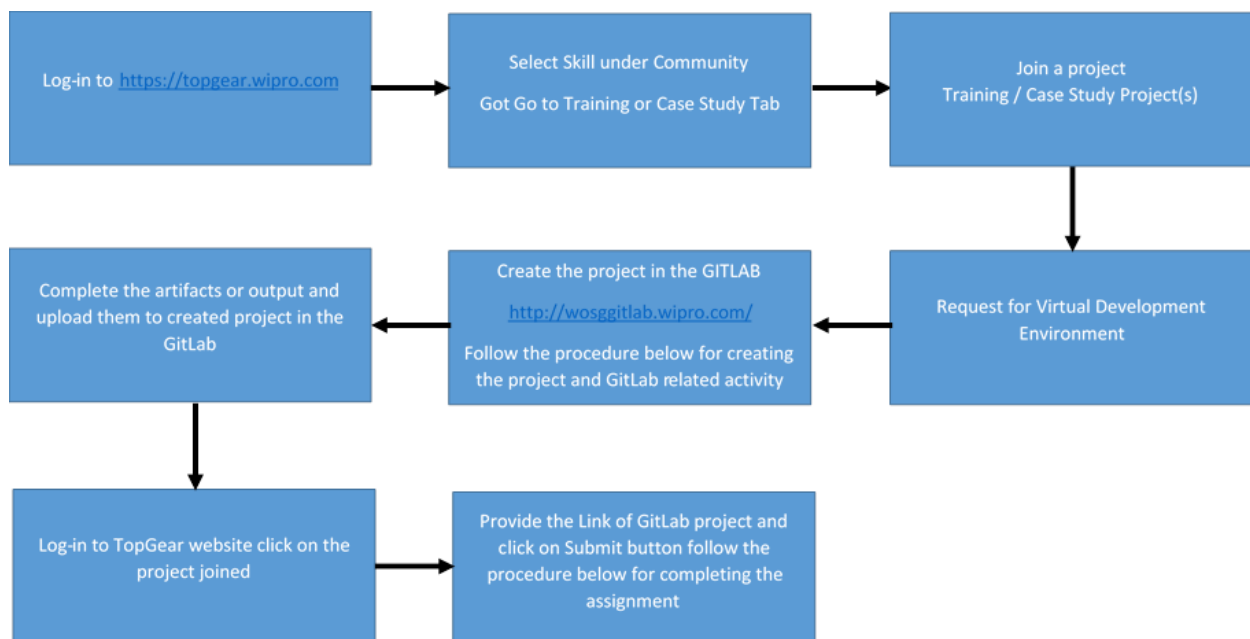 Log-in to https://topgear.wipro.com
Select Skill under Community
Got Go to Training or Case Study Tab
Join a project
Training / Case Study Project(s)
Request for Virtual Development
Environment
Create the project in the GITLAB
http://wosggitlab.wipro.com/
Follow the procedure below for creating
the project and GitLab related activity
Complete the artifacts or output and
upload them to created project in the
GitLab
Log-in to TopGear website click on the
project joined
Provide the Link of GitLab project and
click on Submit button follow the
procedure below for completing the
assignment